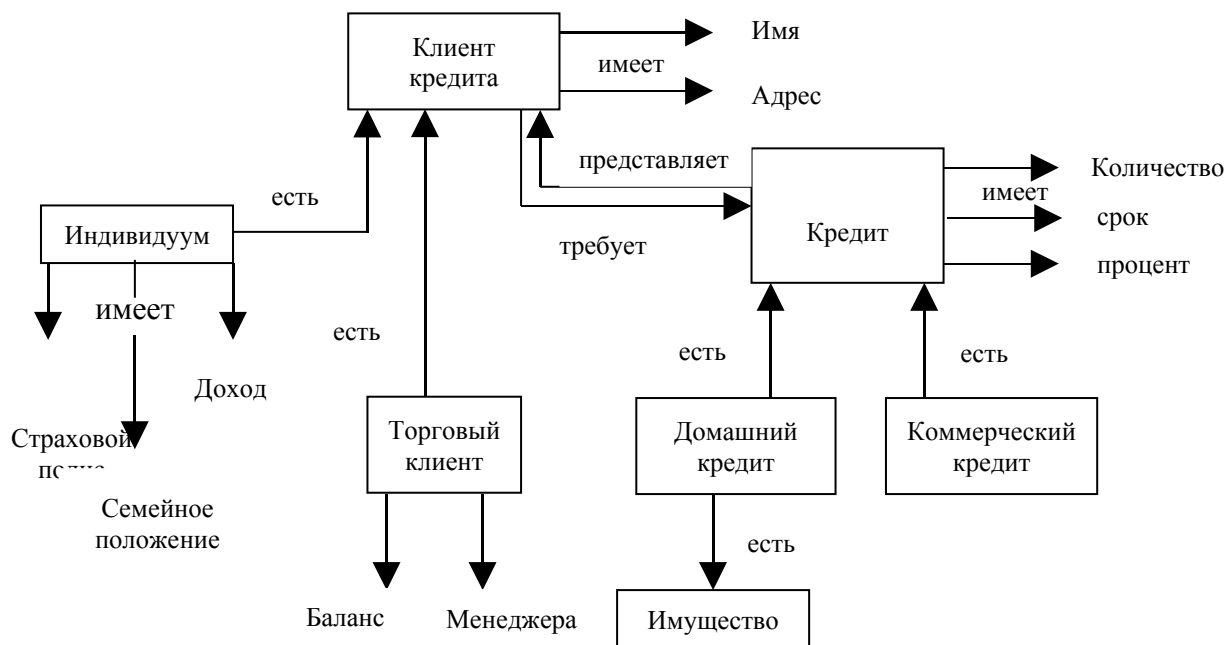 Клиент
кредита
Имя
имеет
Адрес
представляет
Количество
имеет
есть
срок
Индивидуум
требует
Кредит
процент
имеет
есть
есть
есть
Доход
Страховой
Торговый
клиент
Домашний
кредит
Коммерческий
кредит
Семейное
положение
есть
Баланс
Менеджера
Имущество